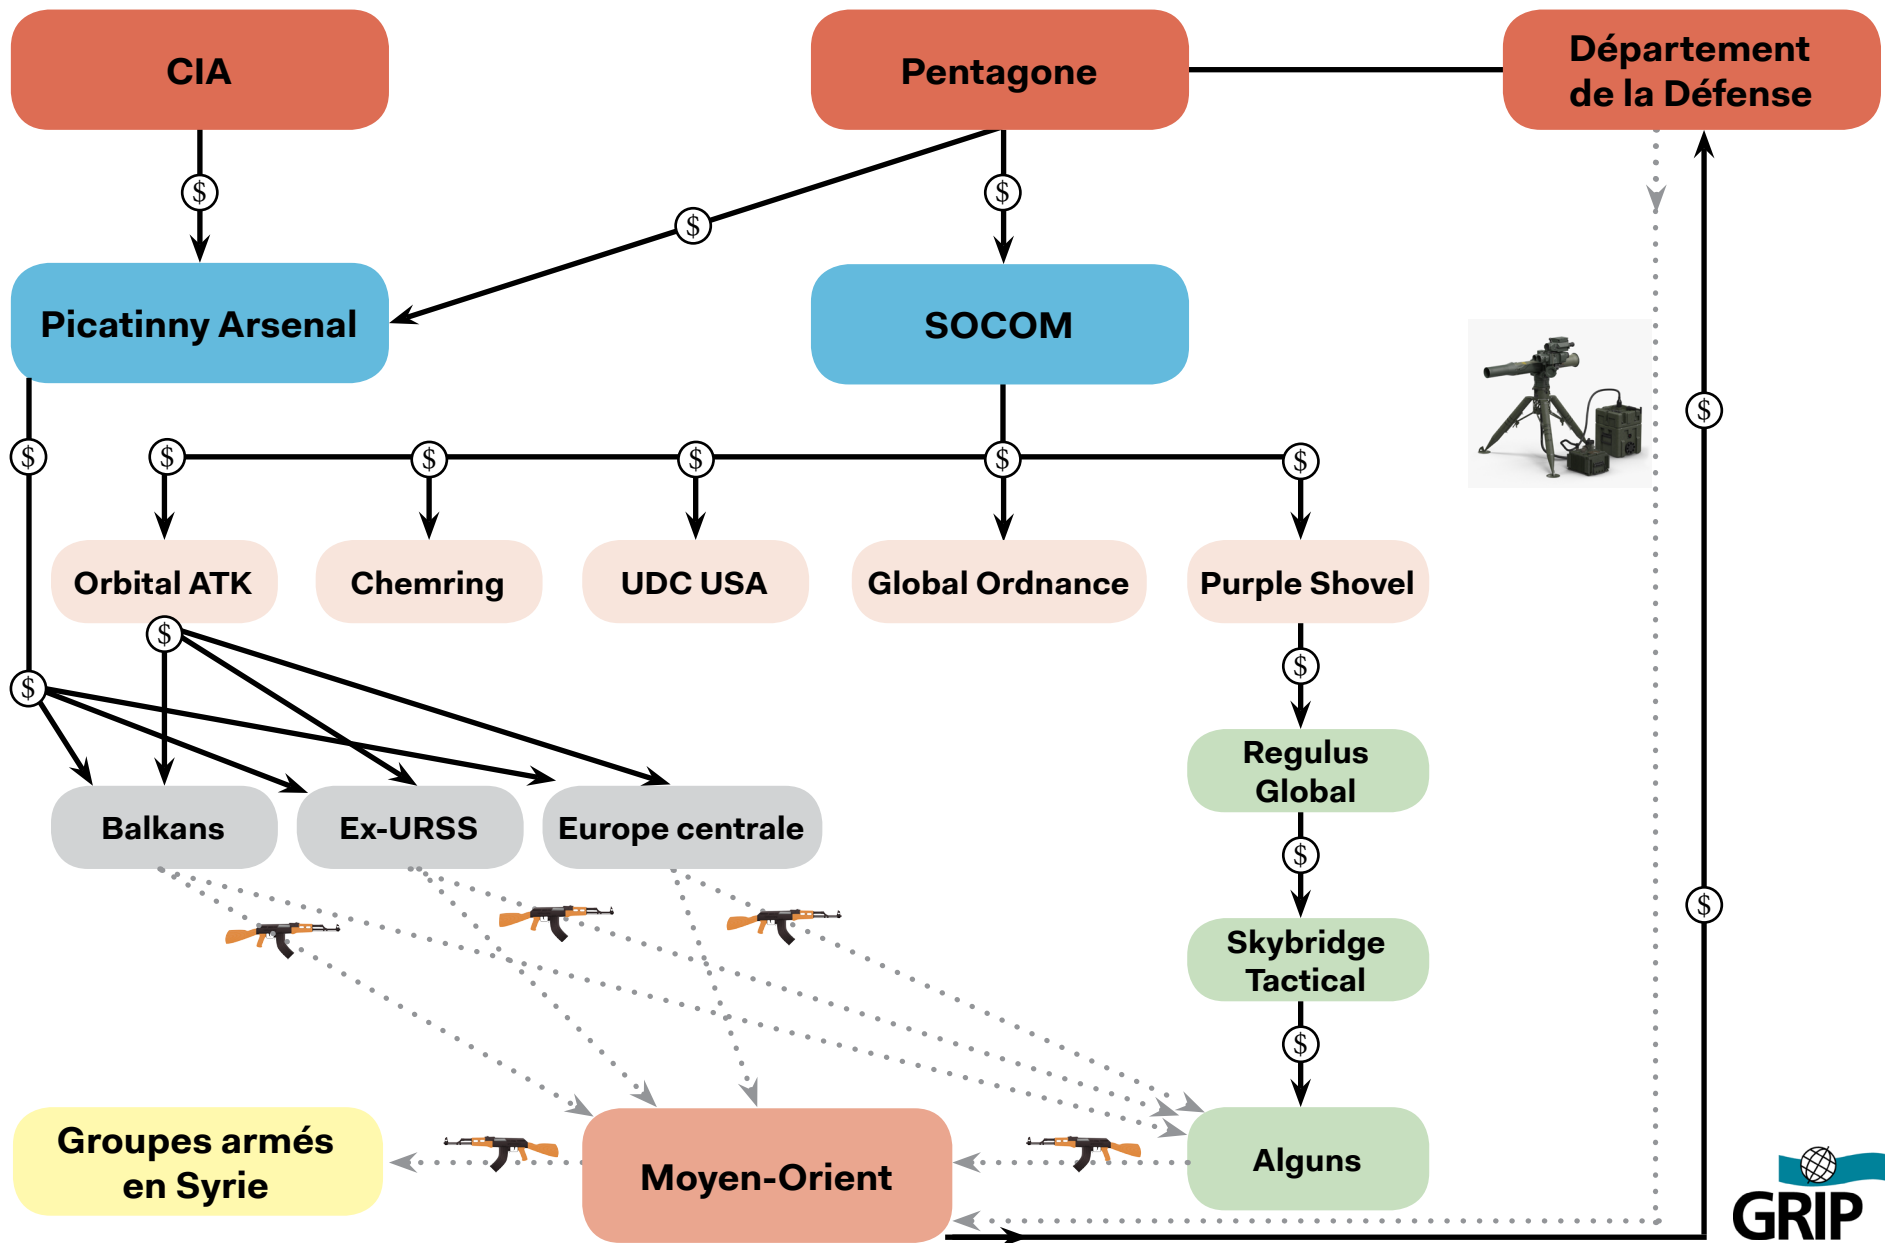 CIA
Pentagone
Département
de la Défense
$
$
$
Picatinny Arsenal
SOCOM
$
$
$
$
$
$
$
Orbital ATK
Chemring
UDC USA
Global Ordnance
Purple Shovel
$
$
$
Regulus
Global
Balkans
Ex-URSS
Europe centrale
$
$
Skybridge
Tactical
$
Groupes armés
en Syrie
Moyen-Orient
Alguns
GRIP